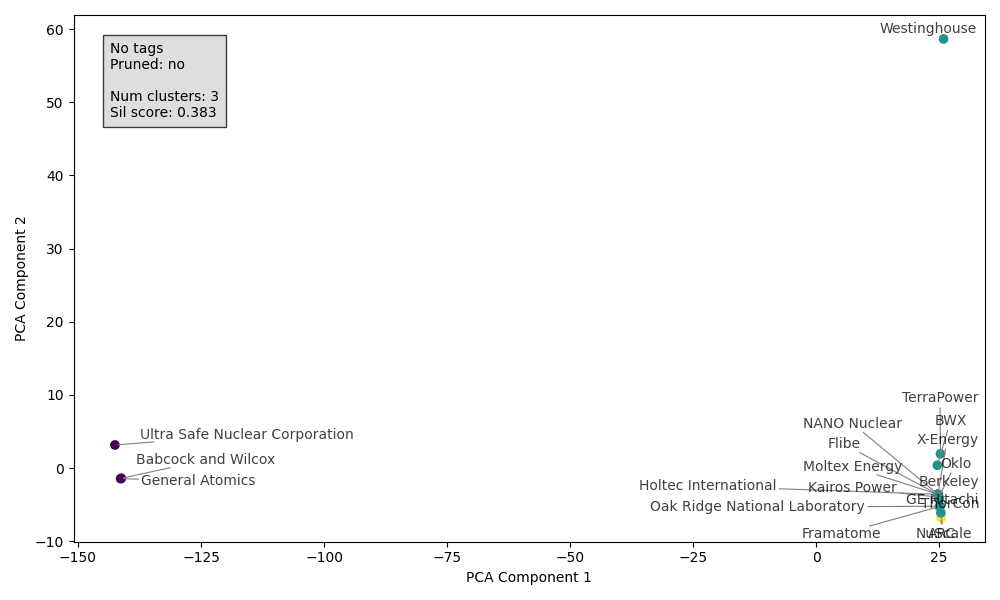 Westinghouse
No tags
Pruned: no
Num clusters: 3
Sil score: 0.383
60
50
40
30
20
10
0
−10
PCA Component 2
TerraPower
BWX
NANO Nuclear
X-Energy
Flibe
Oklo
Moltex Energy
Berkeley
Kairos Power
Holtec International
GE Hitachi
ThorCon
Oak Ridge National Laboratory
Framatome
NuScale
ARC
Ultra Safe Nuclear Corporation
Babcock and Wilcox
General Atomics
−150
−125
−100
−75
−50
−25
0
25
PCA Component 1